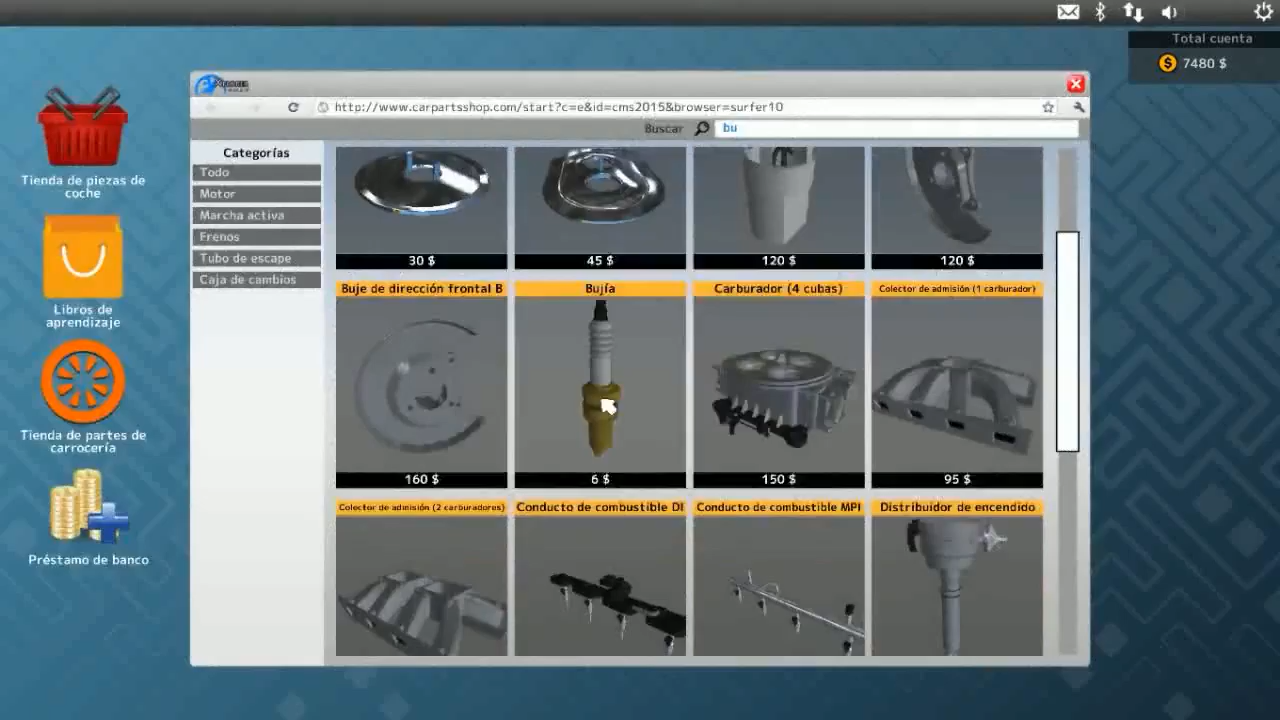 Total cuenta
7480 $
http://www.carpartsshop.com/start?c=e&id=cms2015&browser=surfer10
Buscar
bu
Categorías
Todo
Motor
Marcha activa
Frenos
Tubo de escape
Caja de cambios
Tienda de piezas de
coche
Libros de
aprendizaje
Tienda de partes de
carrocería
Préstamo de banco
30 $
45 $
120 $
120 $
Buje de dirección frontal B
Bujía
Carburador (4 cubas)
Colector de admisión (1 carburador)
160 $
6 $
150 $
95 $
Colector de admisión (2 carburadores)
Conducto de combustible DI
Conducto de combustible MPI
Distribuidor de encendido